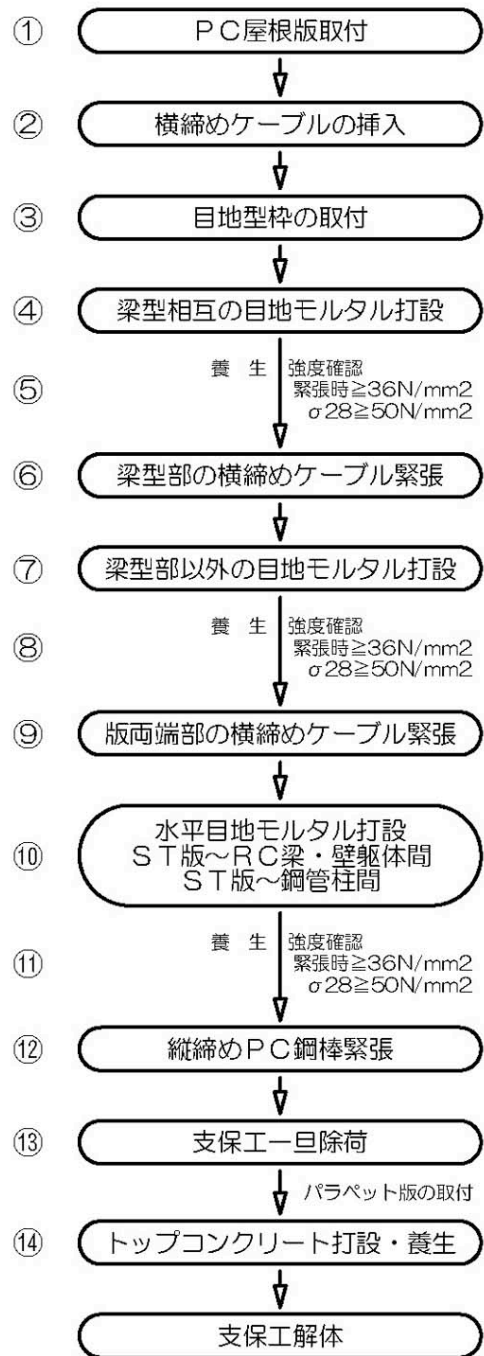 ① PC屋根版取付
② 横締めケーブルの挿入
③ 目地型枠の取付
④ 梁型相互の目地モルタル打設
⑤ 養 生 強度確認
緊張時≧36N/mm2
σ28≧50N/mm2
⑥ 梁型部の横締めケーブル緊張
⑦ 梁型部以外の目地モルタル打設
⑧ 養 生 強度確認
緊張時≧36N/mm2
σ28≧50N/mm2
⑨ 版両端部の横締めケーブル緊張
⑩ 水平目地モルタル打設
ST版~RC梁・壁躯体間
ST版~鋼管柱間
⑪ 養 生 強度確認
緊張時≧36N/mm2
σ28≧50N/mm2
⑫ 縦締めPC鋼棒緊張
⑬ 支保工一旦除荷
パラペット版の取付
⑭ トップコンクリート打設・養生
支保工解体